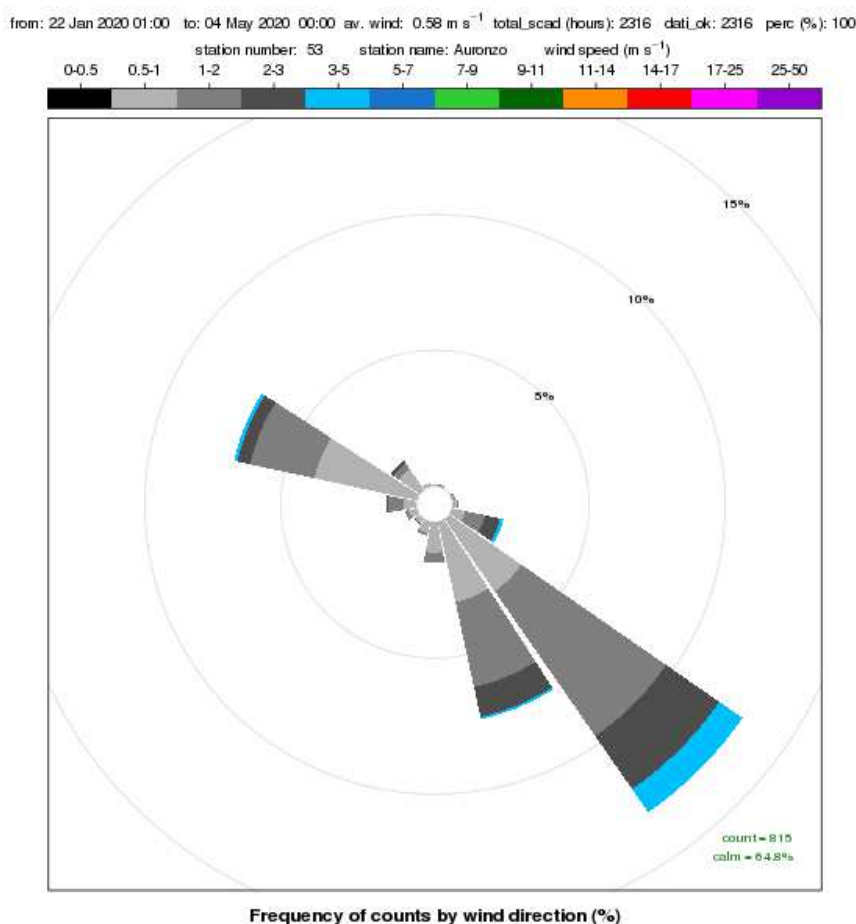 from: 22 Jan 2020 01:00 to: 04 May 2020 00:00 av. wind: 0.58 m s⁻¹ total_scad (hours): 2316 dati_ok: 2316 perc (%): 100
station number: 53 station name: Auronzo wind speed (m s⁻¹)
0-0.5 0.5-1 1-2 2-3 3-5 5-7 7-9 9-11 11-14 14-17 17-25 25-50
15%
10%
5%
count = 815
calm = 64.8%
Frequency of counts by wind direction (%)